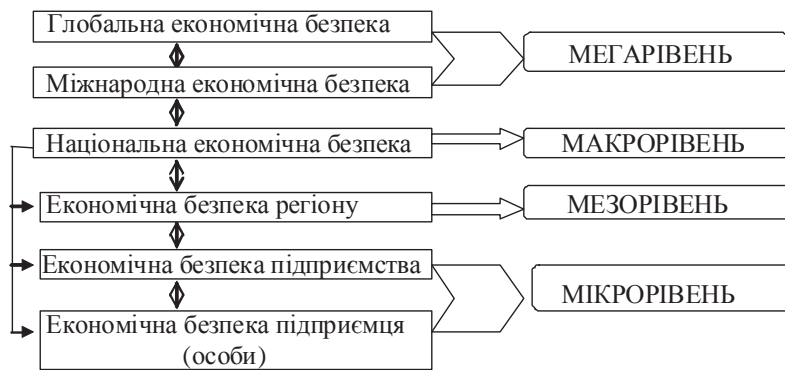 Глобальна економічна безпека
МЕГАРІВЕНЬ
Міжнародна економічна безпека
Національна економічна безпека
МАКРОРІВЕНЬ
Економічна безпека регіону
МЕЗОРІВЕНЬ
Економічна безпека підприємства
МІКРОРІВЕНЬ
Економічна безпека підприємця
(особи)